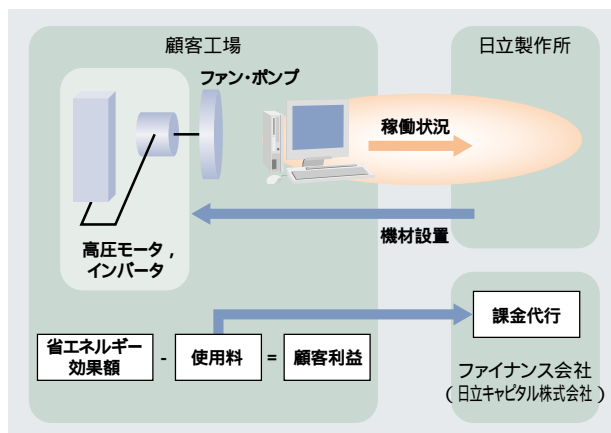 顧客工場
日立製作所
ファン・ポンプ
稼働状況
機材設置
高圧モータ，
インバータ
省エネルギー
効果額
-
使用料
=
顧客利益
課金代行
ファイナンス会社
（日立キャピタル株式会社）